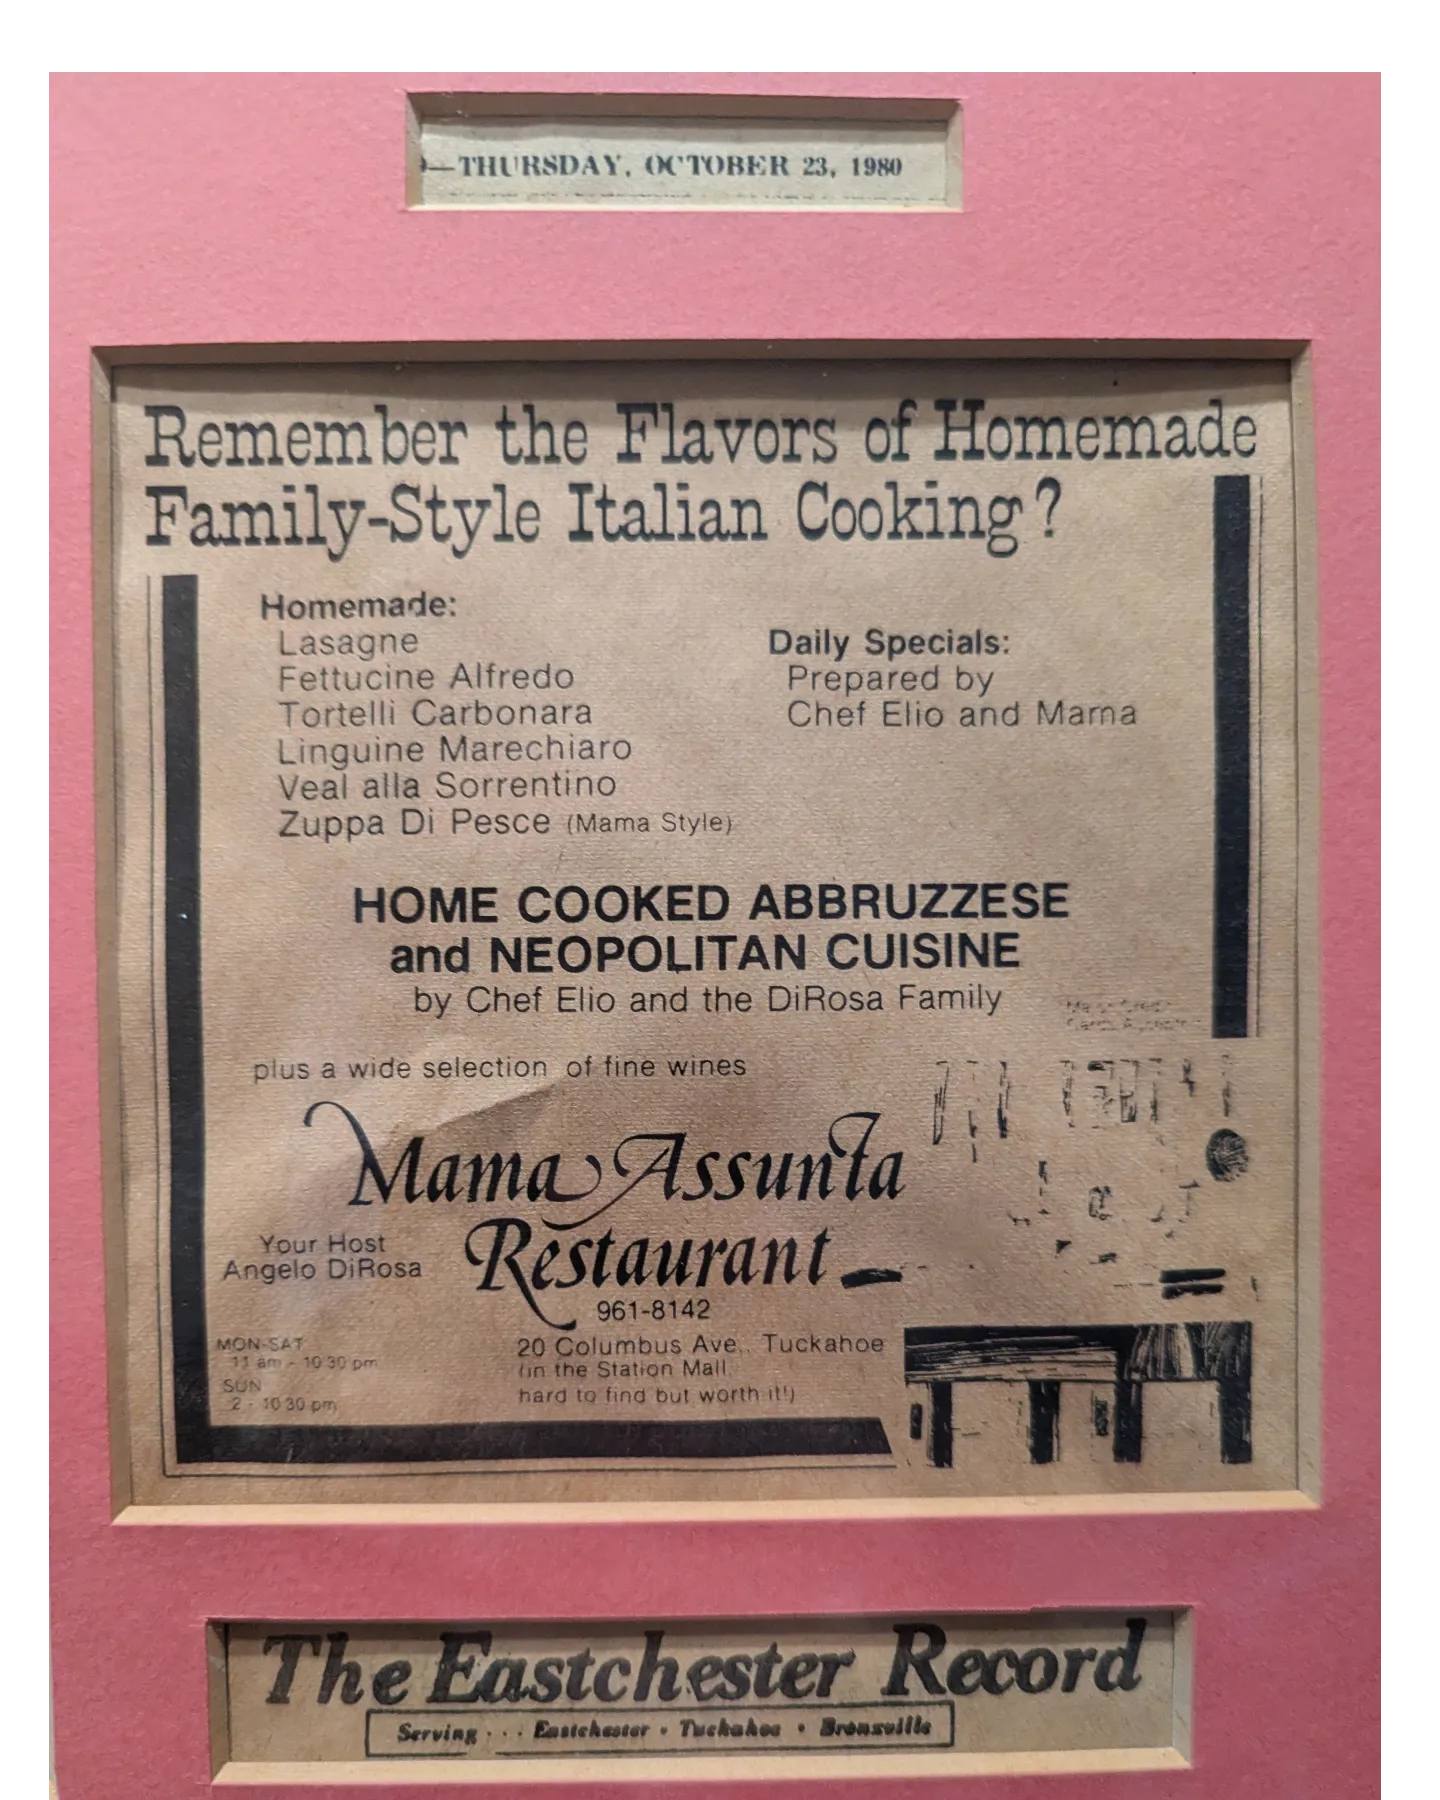 —THURSDAY, OCTOBER 23, 1980
Remember the Flavors of Homemade
Family-Style Italian Cooking?
Homemade:
Lasagne
Fettucine Alfredo
Tortelli Carbonara
Linguine Marechiaro
Veal alla Sorrentino
Zuppa Di Pesce (Mama Style)
Daily Specials:
Prepared by
Chef Elio and Mama
HOME COOKED ABBRUZZESE
and NEOPOLITAN CUISINE
by Chef Elio and the DiRosa Family
plus a wide selection of fine wines
Mama Assunta
Restaurant
Your Host
Angelo DiRosa
961-8142
MON-SAT
11 am - 10:30 pm
SUN
2 - 10:30 pm
20 Columbus Ave., Tuckahoe
(in the Station Mall,
hard to find but worth it!)
The Eastchester Record
Serving . . . Eastchester • Tuckahoe • Bronxville